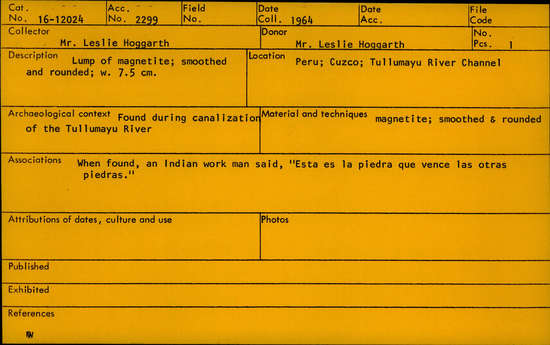 Cat. No. 16-12024 Acc. No. 2299 Field No. Date Coll. 1964 Date Acc. File Code
Collector Mr. Leslie Hoggarth Donor Mr. Leslie Hoggarth No. Pcs. 1
Description Lump of magnetite; smoothed and rounded; w. 7.5 cm. Location Peru; Cuzco; Tullumayu River Channel
Archaeological context Found during canalization of the Tullumayu River Material and techniques magnetite; smoothed & rounded
Associations When found, an Indian work man said, "Esta es la piedra que vence las otras
piedras."
Attributions of dates, culture and use Photos
Published
Exhibited
References